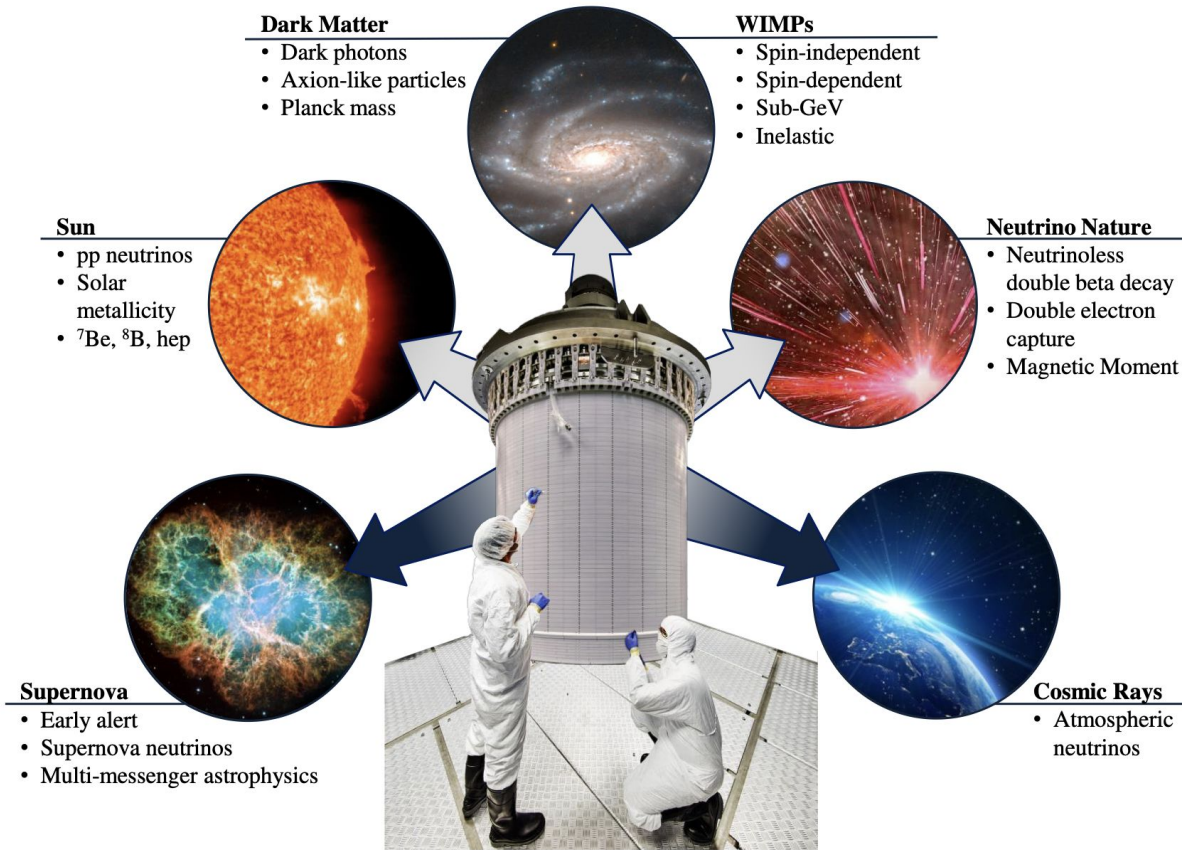 Dark Matter
• Dark photons
• Axion-like particles
• Planck mass
WIMPs
• Spin-independent
• Spin-dependent
• Sub-GeV
• Inelastic
Sun
• pp neutrinos
• Solar
metallicity
• ⁷Be, ⁸B, hep
Neutrino Nature
• Neutrinoless
double beta decay
• Double electron
capture
• Magnetic Moment
Supernova
• Early alert
• Supernova neutrinos
• Multi-messenger astrophysics
Cosmic Rays
• Atmospheric
neutrinos